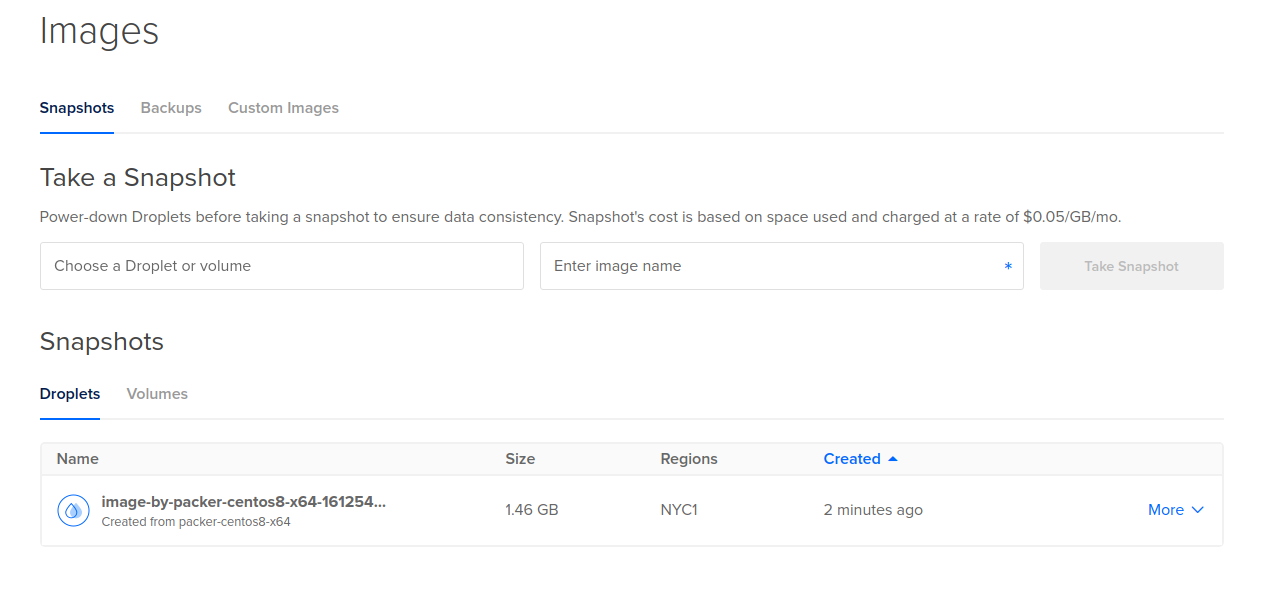 Images
Snapshots Backups Custom Images
Take a Snapshot
Power-down Droplets before taking a snapshot to ensure data consistency. Snapshot's cost is based on space used and charged at a rate of $0.05/GB/mo.
Choose a Droplet or volume Enter image name * Take Snapshot
Snapshots
Droplets Volumes
Name Size Regions Created
image-by-packer-centos8-x64-161254... 1.46 GB NYC1 2 minutes ago More
Created from packer-centos8-x64